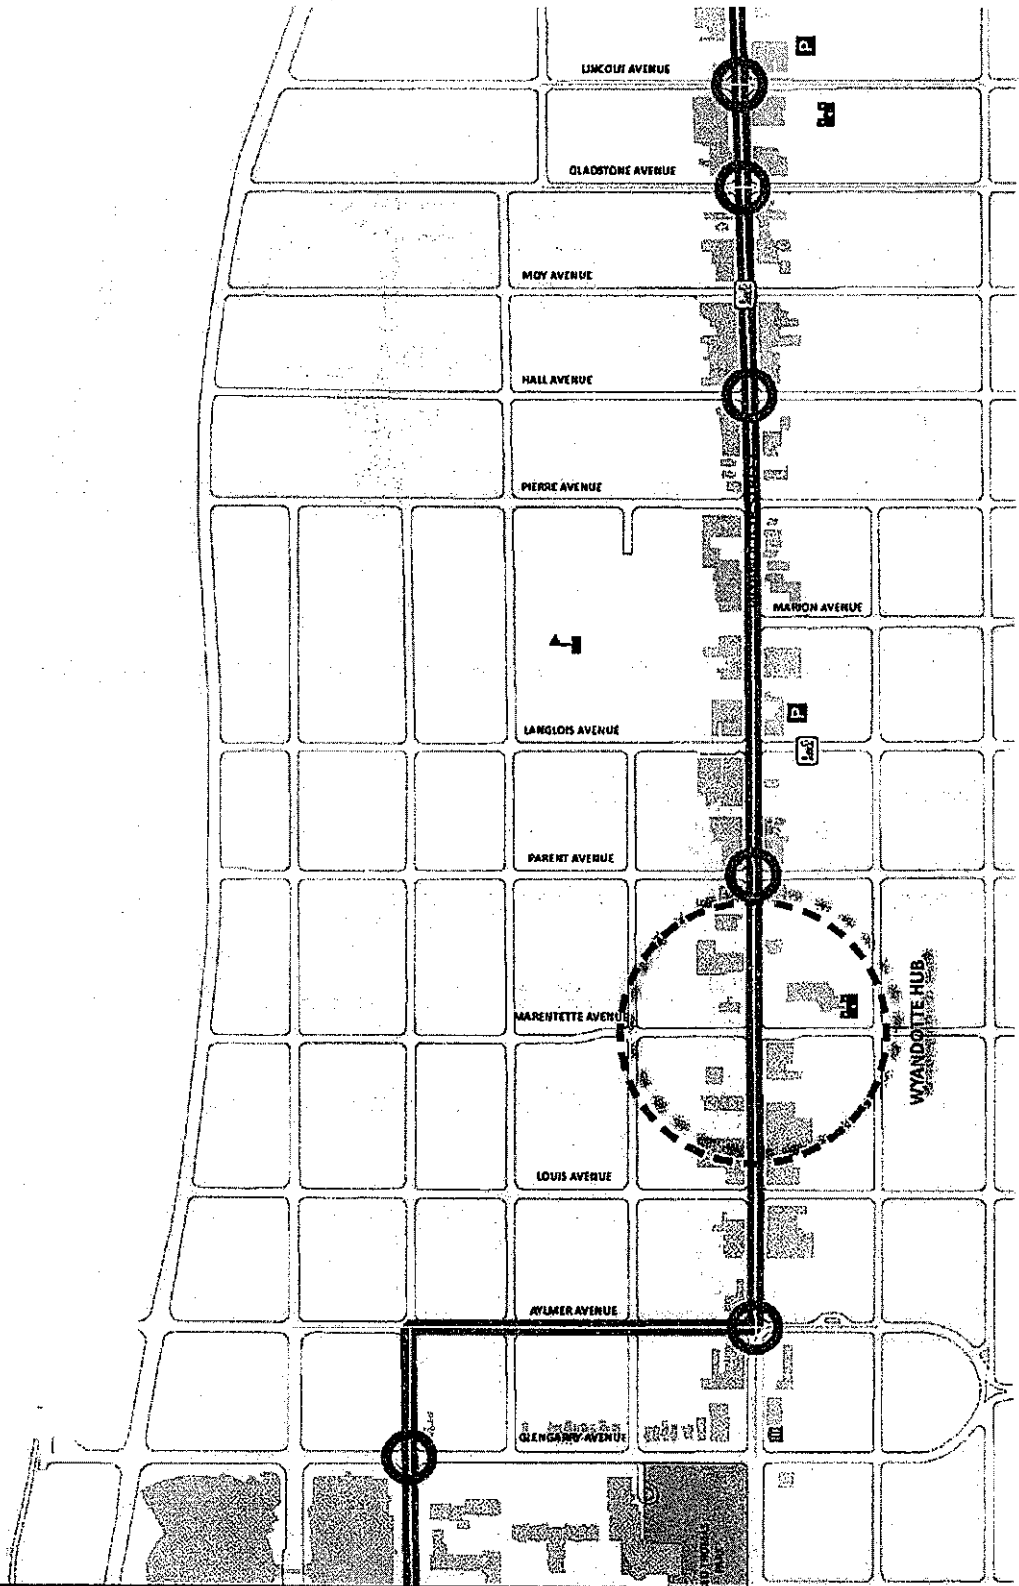 P
LINCOLN AVENUE
GLADSTONE AVENUE
MOY AVENUE
HALL AVENUE
PIERRE AVENUE
MARION AVENUE
P
LANGLOIS AVENUE
PARENT AVENUE
WYANDOTTE HUB
MARENTETTE AVENUE
LOUIS AVENUE
AYLMER AVENUE
GLENGARRY AVENUE